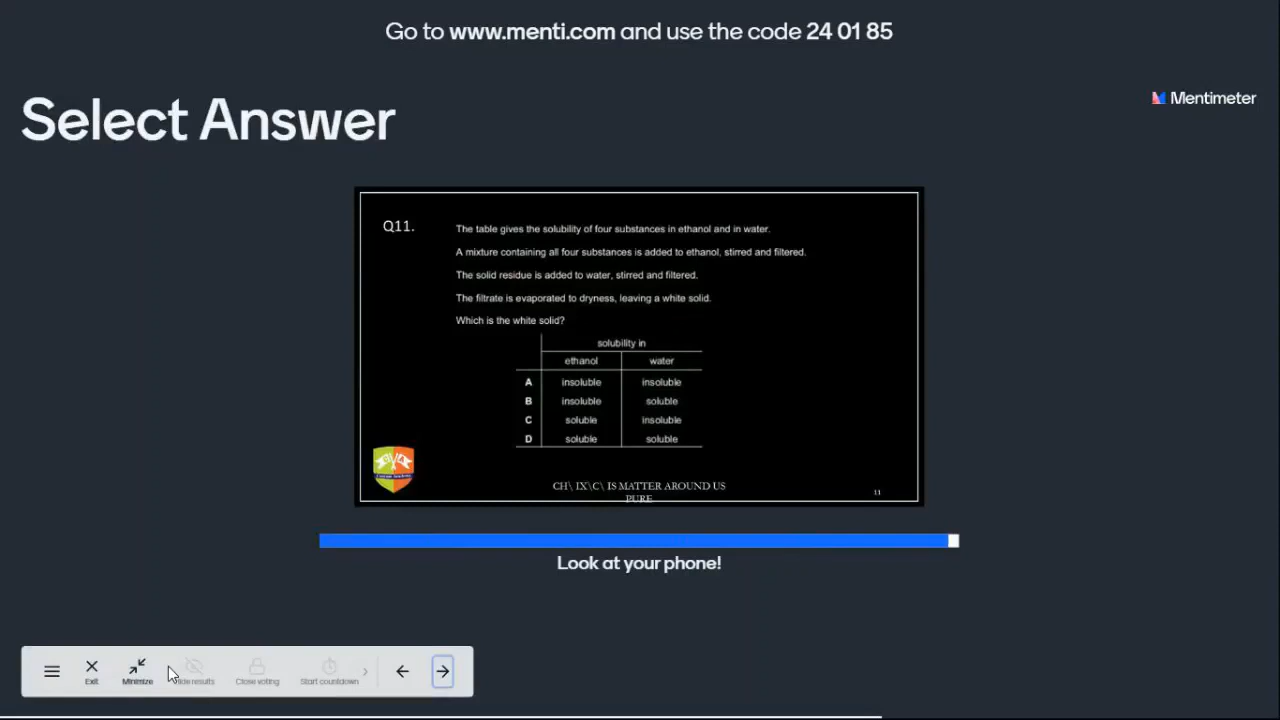 Go to www.menti.com and use the code 24 01 85
Select Answer
Mentimeter
Q11.
The table gives the solubility of four substances in ethanol and in water.
A mixture containing all four substances is added to ethanol, stirred and filtered.
The solid residue is added to water, stirred and filtered.
The filtrate is evaporated to dryness, leaving a white solid.
Which is the white solid?
solubility in
ethanol water
A insoluble insoluble
B insoluble soluble
C soluble insoluble
D soluble soluble
CH\ IX\C\ IS MATTER AROUND US
PURE
11
Look at your phone!
Exit Minimize Hide results Close voting Start countdown